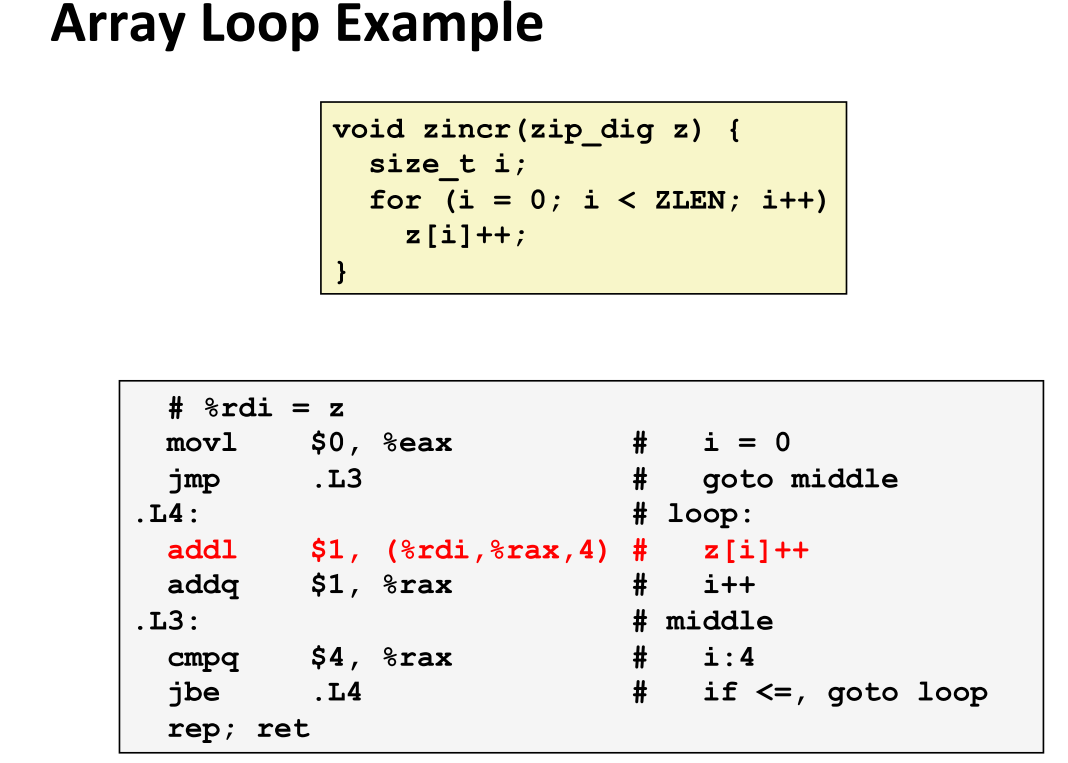 Array Loop Example
void zincr(zip_dig z) {
  size_t i;
  for (i = 0; i < ZLEN; i++)
    z[i]++;
}
  # %rdi = z
  movl    $0, %eax          #   i = 0
  jmp     .L3               #   goto middle
.L4:                        # loop:
  addl    $1, (%rdi,%rax,4) #   z[i]++
  addq    $1, %rax          #   i++
.L3:                        # middle
  cmpq    $4, %rax          #   i:4
  jbe     .L4               #   if <=, goto loop
  rep; ret